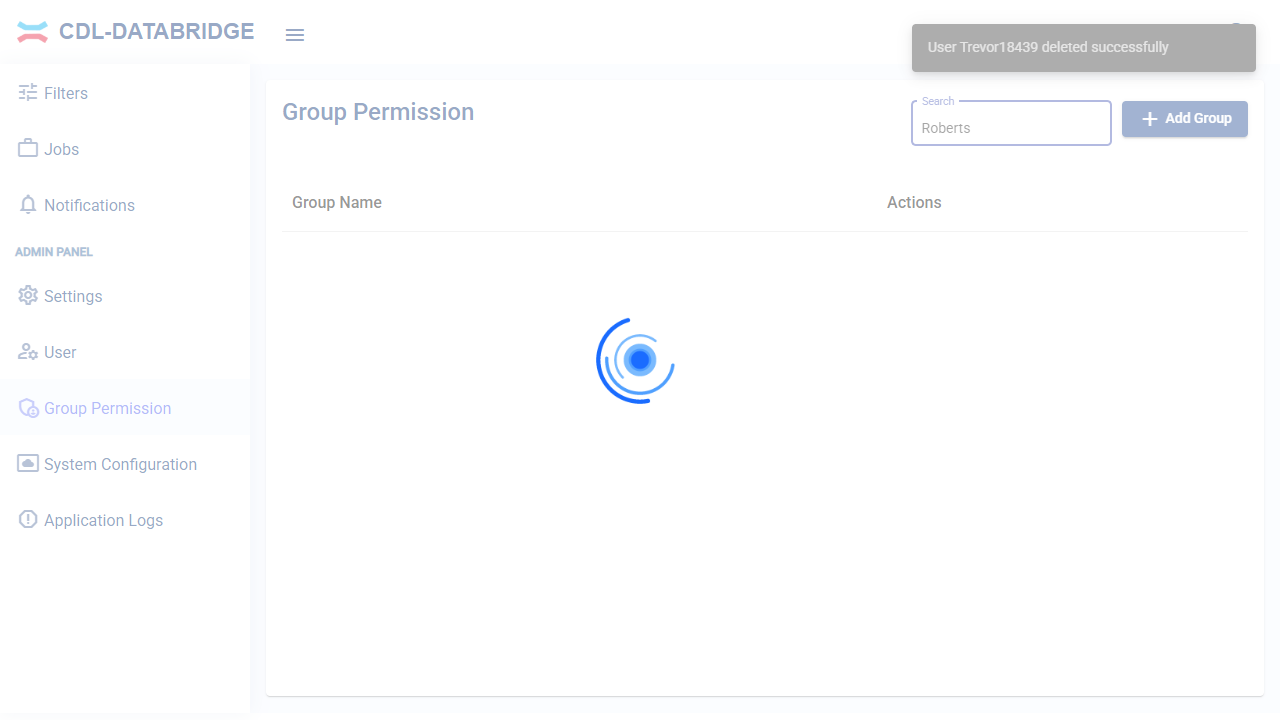 CDL-DATABRIDGE
User Trevor18439 deleted successfully
Filters
Jobs
Notifications
ADMIN PANEL
Settings
User
Group Permission
System Configuration
Application Logs
Group Permission
Search
Roberts
Add Group
Group Name
Actions